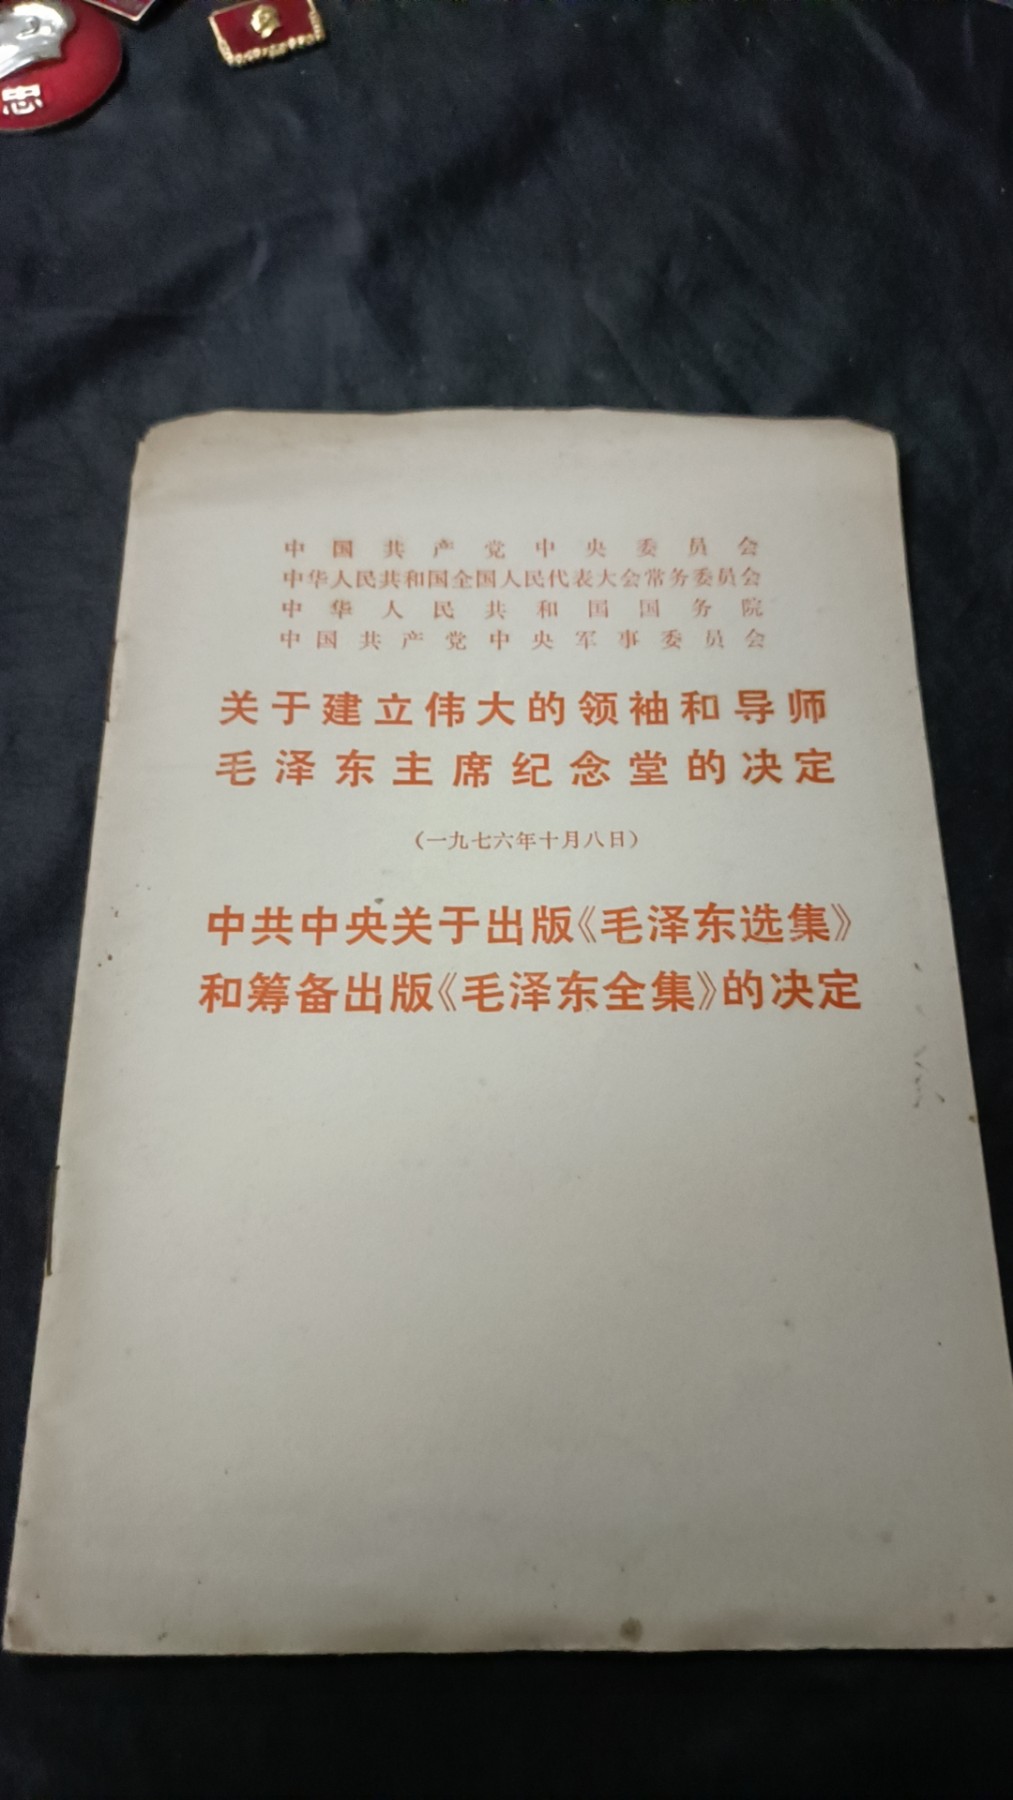 忠
中国共产党中央委员会
中华人民共和国全国人民代表大会常务委员会
中华人民共和国国务院
中国共产党中央军事委员会
关于建立伟大的领袖和导师
毛泽东主席纪念堂的决定
（一九七六年十月八日）
中共中央关于出版《毛泽东选集》
和筹备出版《毛泽东全集》的决定